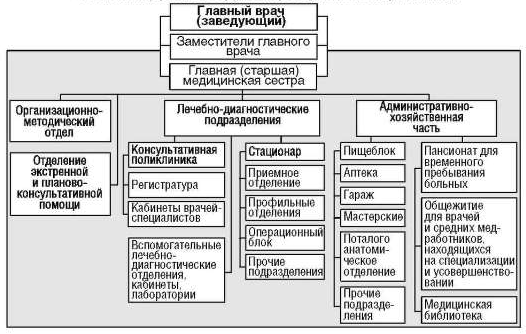 Главный врач
(заведующий)
Заместители главного
врача
Главная (старшая)
медицинская сестра
Организационно-
методический
отдел
Лечебно-диагностические
подразделения
Административно-
хозяйственная
часть
Отделение
экстренной
и планово-
консультативной
помощи
Консультативная
поликлиника
Регистратура
Кабинеты врачей-
специалистов
Вспомогательные
лечебно-
диагностические
отделения,
кабинеты,
лаборатории
Стационар
Приемное
отделение
Профильные
отделения
Операционный
блок
Прочие
подразделения
Пищеблок
Аптека
Гараж
Мастерские
Поталого
анатоми-
ческое
отделение
Прочие
подразде-
ления
Пансионат для
временного
пребывания
больных
Общежитие
для врачей
и средних мед-
работников,
находящихся
на специализации
и усовершенство-
вании
Медицинская
библиотека